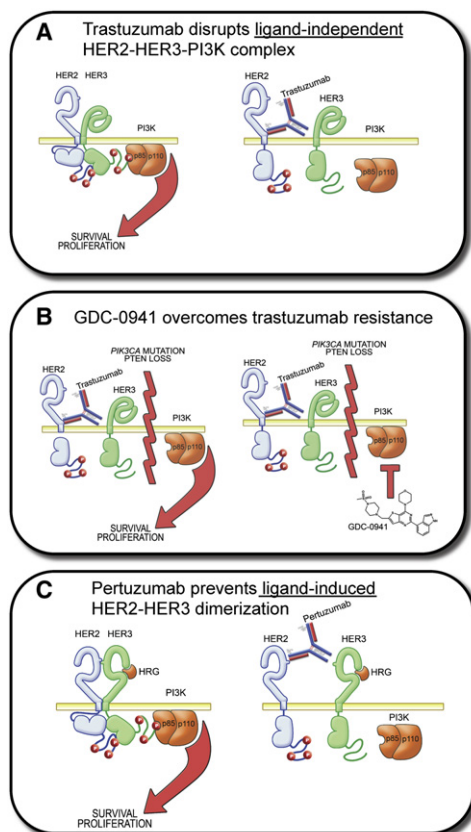 A Trastuzumab disrupts ligand-independent
HER2-HER3-PI3K complex
HER2 HER3
PI3K
p85 p110
SURVIVAL
PROLIFERATION
HER2
Trastuzumab
HER3
PI3K
p85 p110
B GDC-0941 overcomes trastuzumab resistance
PIK3CA MUTATION
PTEN LOSS
HER2
Trastuzumab
HER3
PI3K
p85 p110
SURVIVAL
PROLIFERATION
PIK3CA MUTATION
PTEN LOSS
HER2
Trastuzumab
HER3
PI3K
p85 p110
GDC-0941
C Pertuzumab prevents ligand-induced
HER2-HER3 dimerization
HER2 HER3
HRG
PI3K
p85 p110
SURVIVAL
PROLIFERATION
HER2
Pertuzumab
HER3
HRG
PI3K
p85 p110